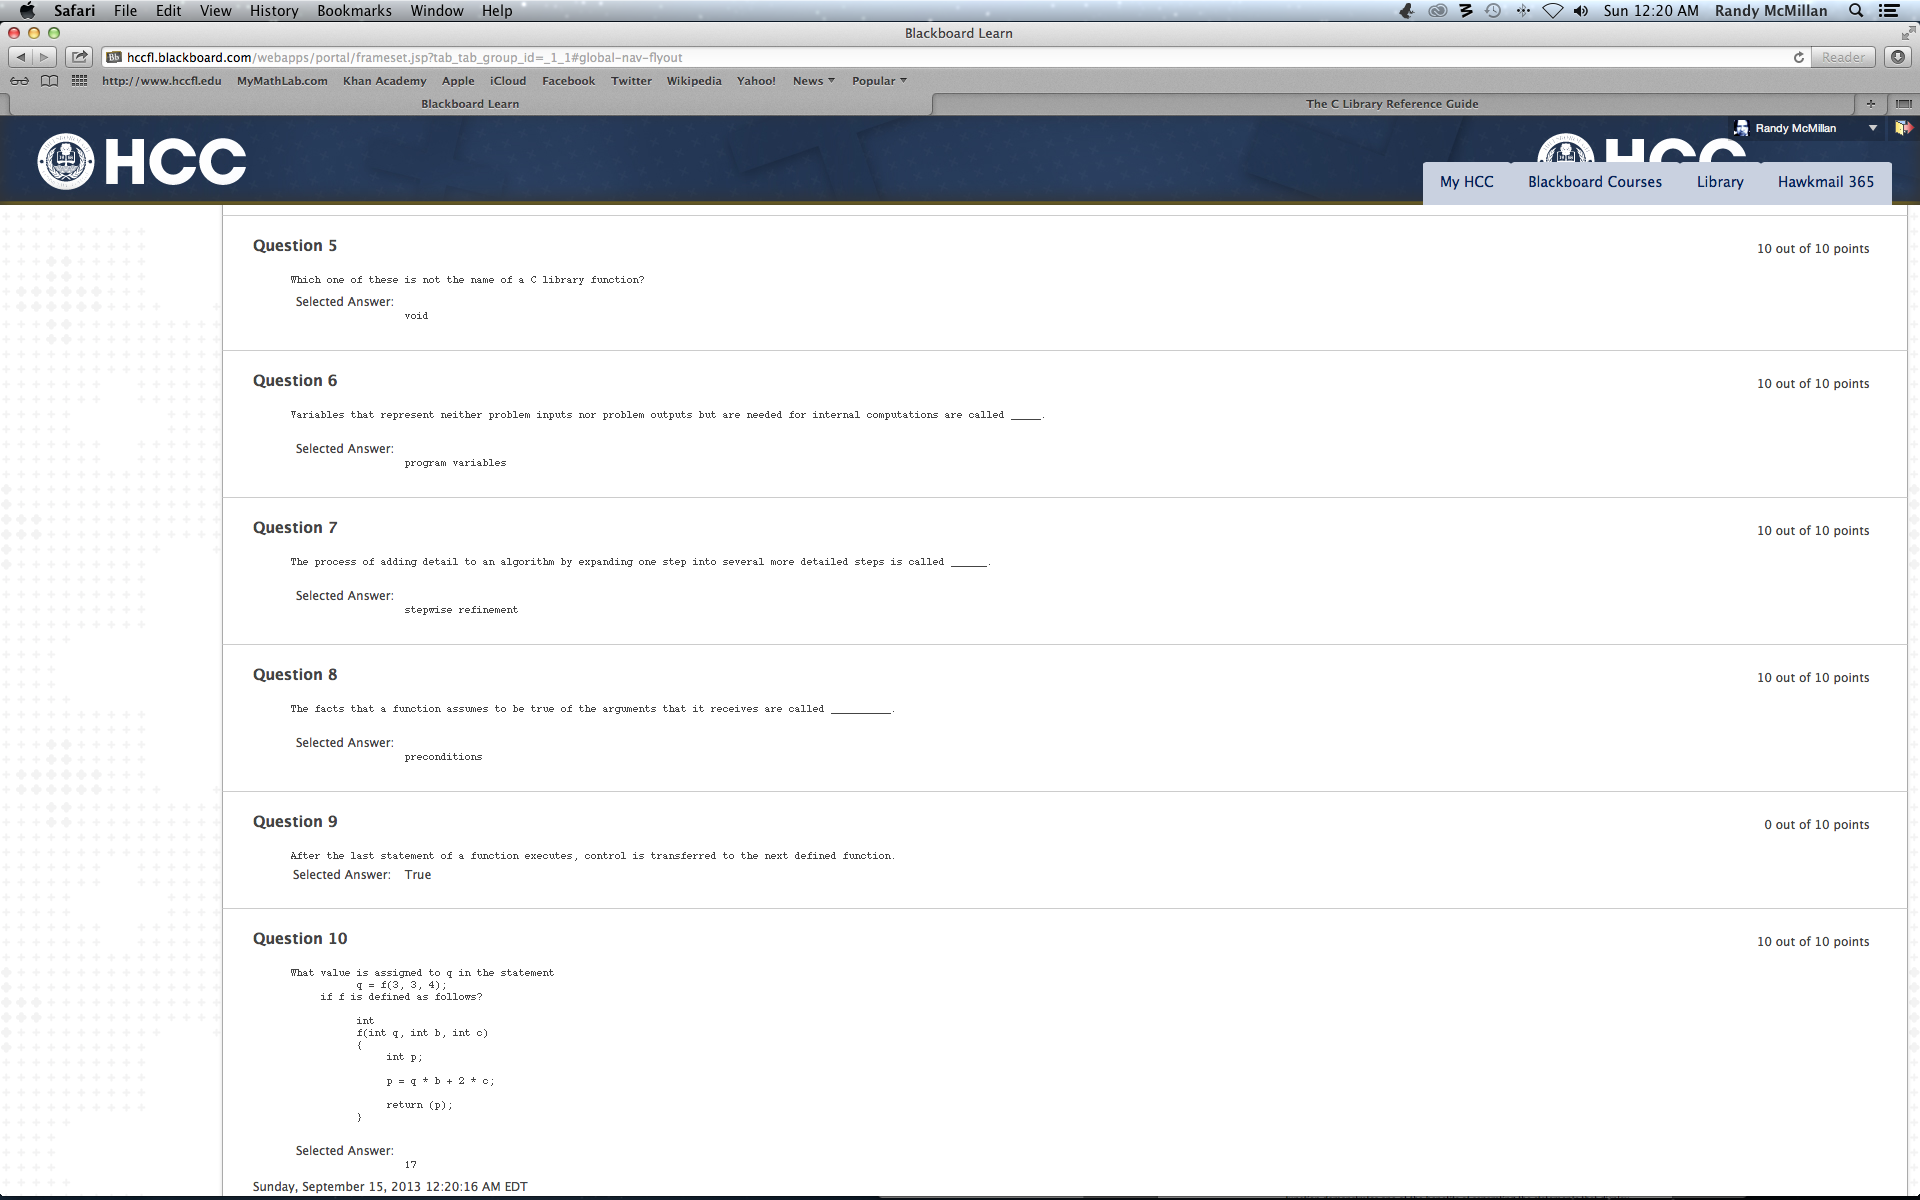 Safari File Edit View History Bookmarks Window Help Sun 12:20 AM Randy McMillan
Blackboard Learn
hccfl.blackboard.com/webapps/portal/frameset.jsp?tab_tab_group_id=_1_1#global-nav-flyout Reader
http://www.hccfl.edu MyMathLab.com Khan Academy Apple iCloud Facebook Twitter Wikipedia Yahoo! News Popular
Blackboard Learn The C Library Reference Guide
Randy McMillan
HCC HCC
My HCC Blackboard Courses Library Hawkmail 365
Question 5 10 out of 10 points
Which one of these is not the name of a C library function?
Selected Answer:
void
Question 6 10 out of 10 points
Variables that represent neither problem inputs nor problem outputs but are needed for internal computations are called _____.
Selected Answer:
program variables
Question 7 10 out of 10 points
The process of adding detail to an algorithm by expanding one step into several more detailed steps is called ______.
Selected Answer:
stepwise refinement
Question 8 10 out of 10 points
The facts that a function assumes to be true of the arguments that it receives are called __________.
Selected Answer:
preconditions
Question 9 0 out of 10 points
After the last statement of a function executes, control is transferred to the next defined function.
Selected Answer: True
Question 10 10 out of 10 points
What value is assigned to q in the statement
q = f(3, 3, 4);
if f is defined as follows?
int
f(int q, int b, int c)
{
int p;
p = q * b + 2 * c;
return (p);
}
Selected Answer:
17
Sunday, September 15, 2013 12:20:16 AM EDT